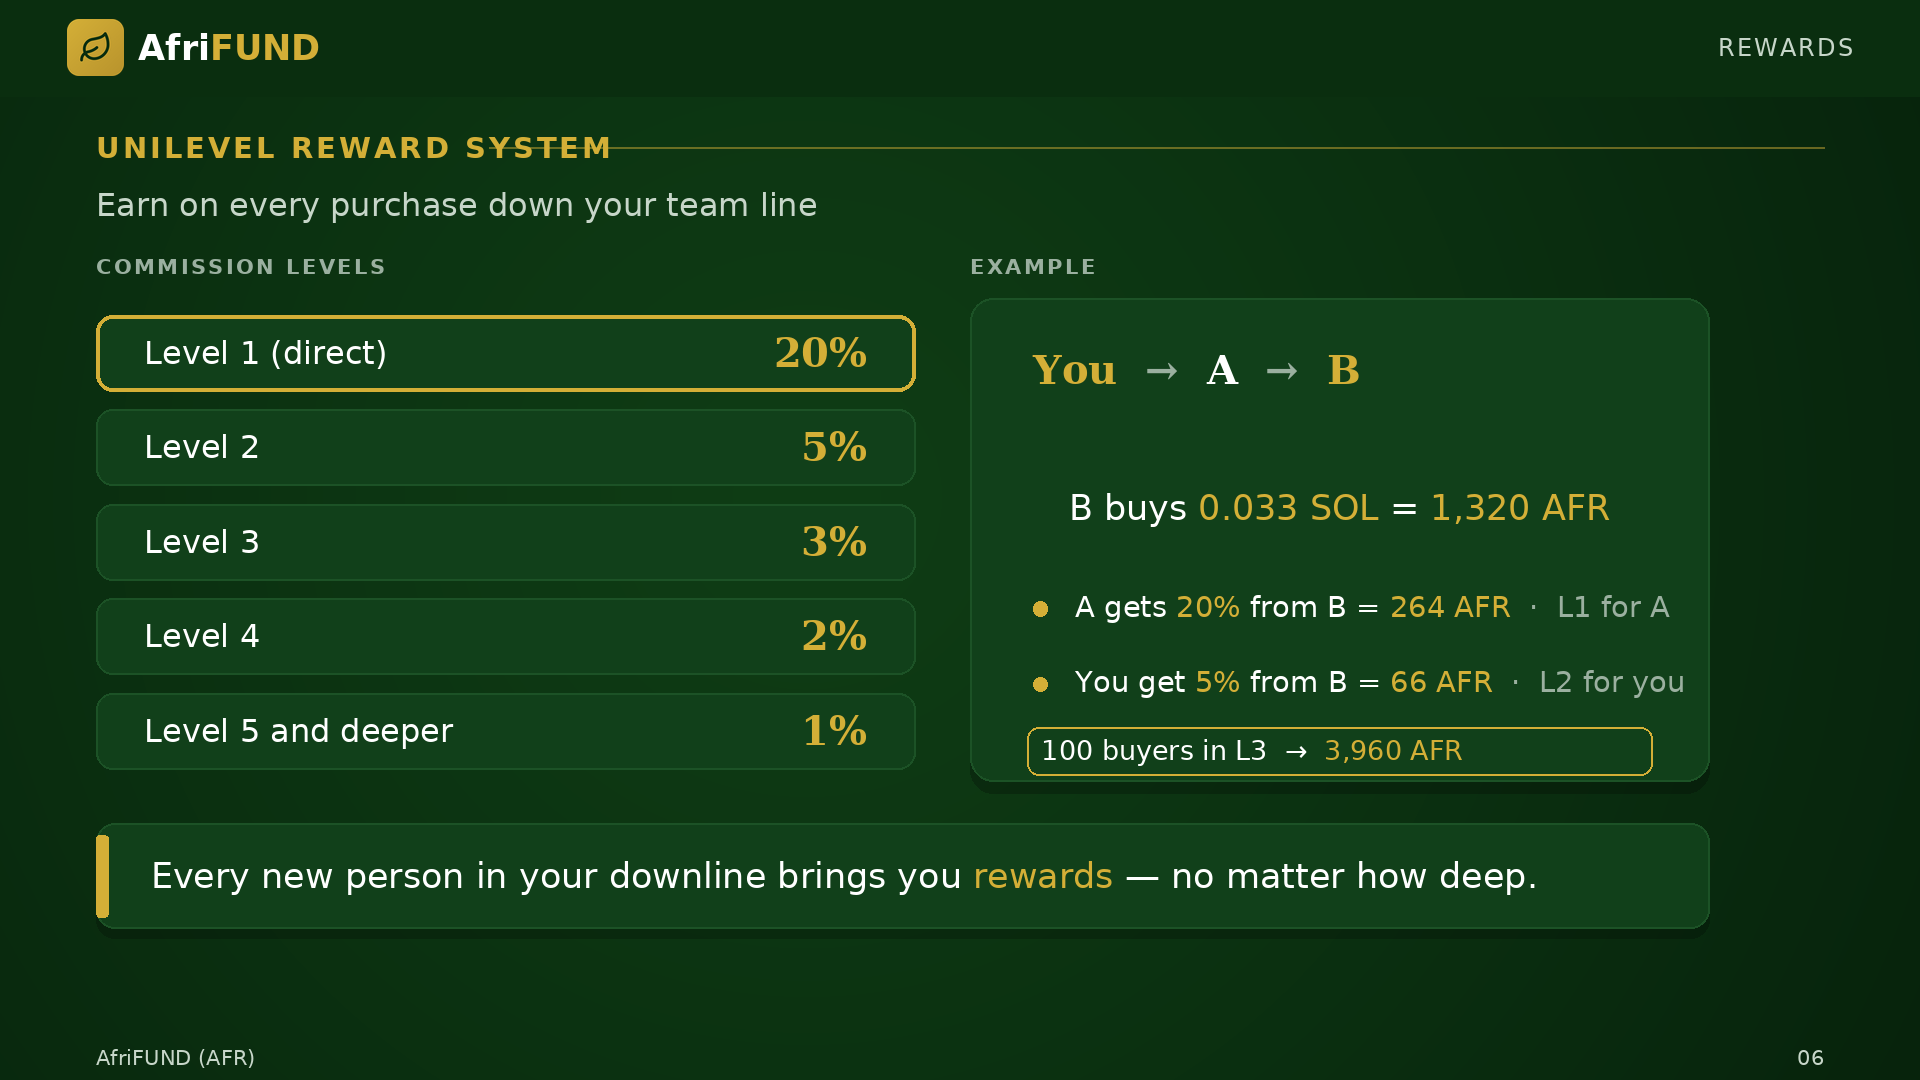 AfriFUND
REWARDS
UNILEVEL REWARD SYSTEM
Earn on every purchase down your team line
COMMISSION LEVELS
Level 1 (direct) 20%
Level 2 5%
Level 3 3%
Level 4 2%
Level 5 and deeper 1%
EXAMPLE
You → A → B
B buys 0.033 SOL = 1,320 AFR
A gets 20% from B = 264 AFR · L1 for A
You get 5% from B = 66 AFR · L2 for you
100 buyers in L3 → 3,960 AFR
Every new person in your downline brings you rewards — no matter how deep.
AfriFUND (AFR)
06